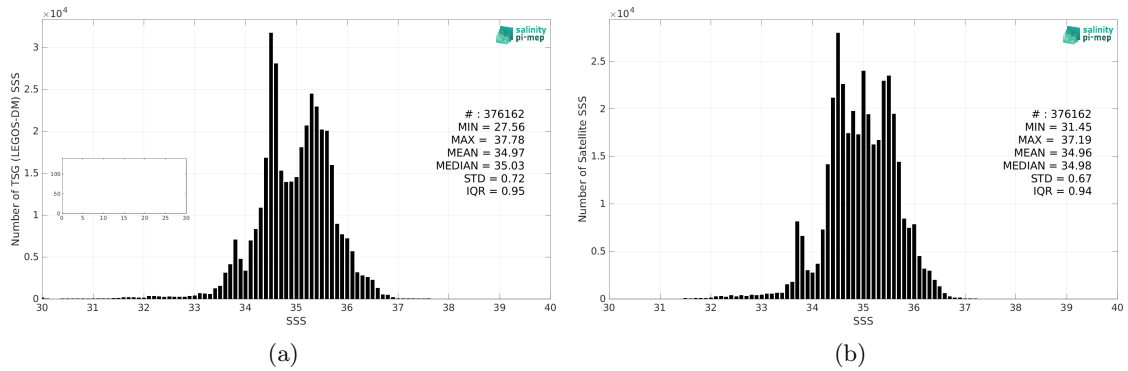 ×10⁴
3
2.5
2
1.5
1
0.5
0
Number of TSG (LEGOS-DM) SSS
salinity
pi-mep
# : 376162
MIN = 27.56
MAX = 37.78
MEAN = 34.97
MEDIAN = 35.03
STD = 0.72
IQR = 0.95
100
50
0
0 5 10 15 20 25 30
30 31 32 33 34 35 36 37 38 39 40
SSS
(a)
×10⁴
2.5
2
1.5
1
0.5
0
Number of Satellite SSS
salinity
pi-mep
# : 376162
MIN = 31.45
MAX = 37.19
MEAN = 34.96
MEDIAN = 34.98
STD = 0.67
IQR = 0.94
30 31 32 33 34 35 36 37 38 39 40
SSS
(b)